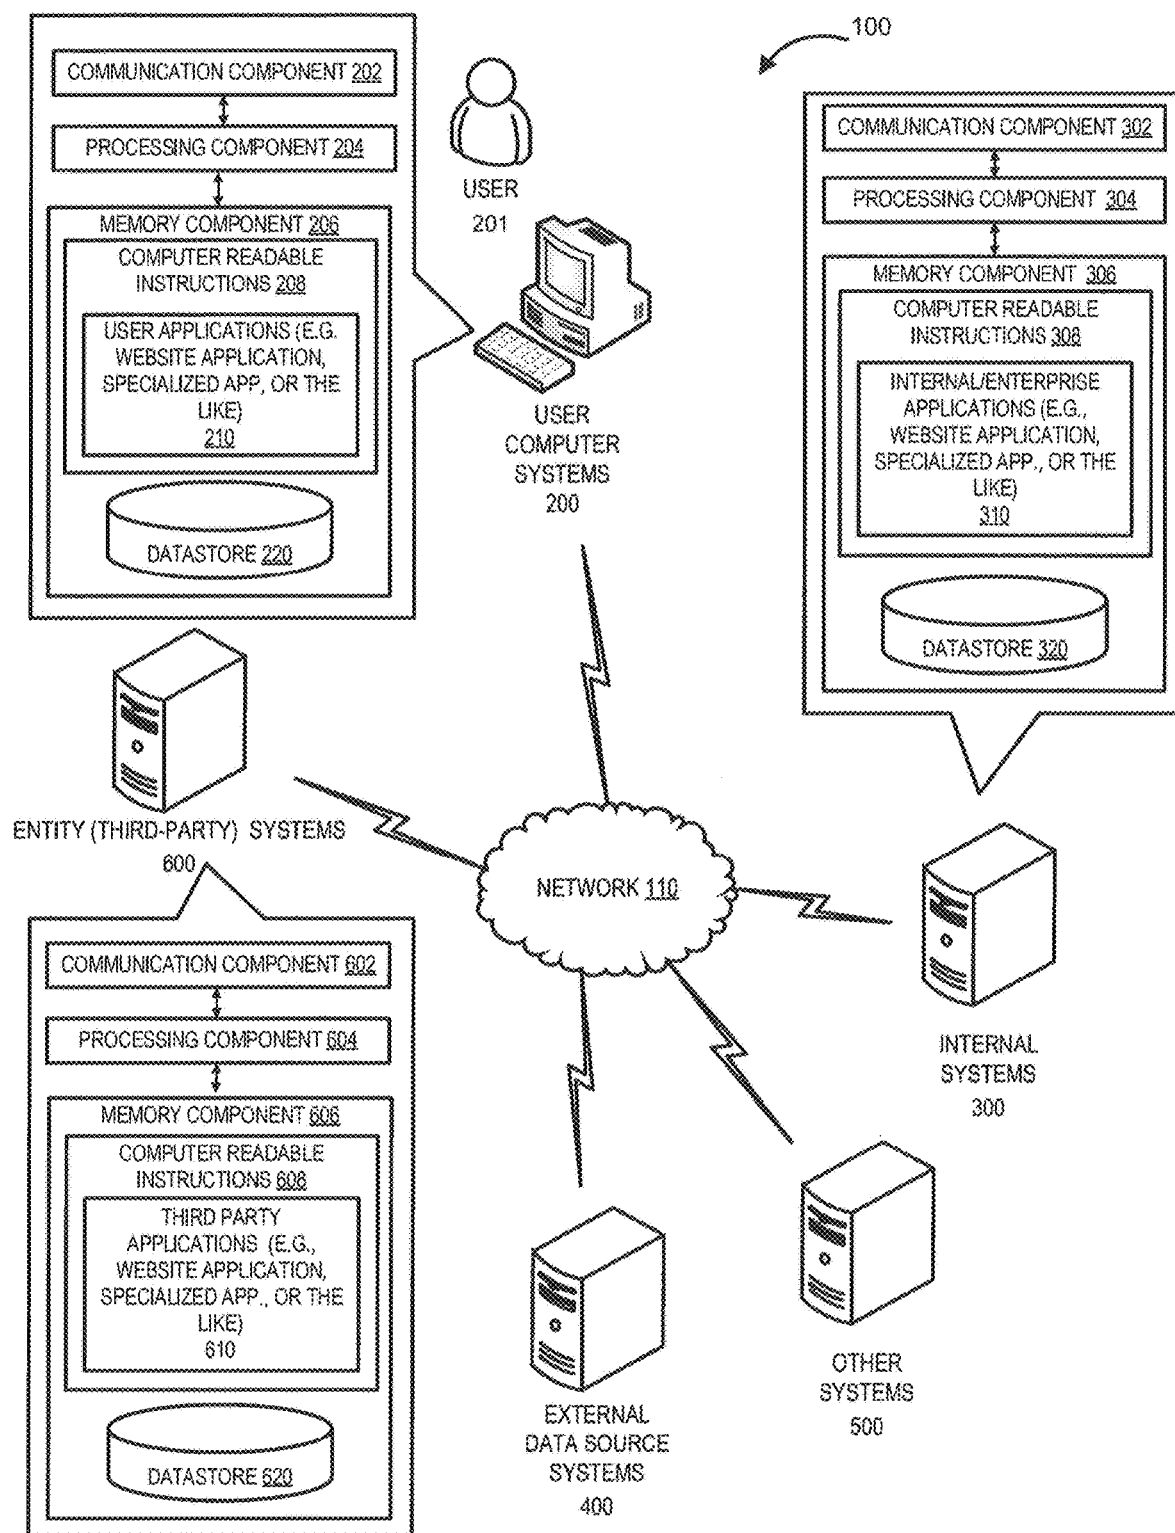 100
COMMUNICATION COMPONENT 202
PROCESSING COMPONENT 204
MEMORY COMPONENT 206
COMPUTER READABLE
INSTRUCTIONS 208
USER APPLICATIONS (E.G.
WEBSITE APPLICATION,
SPECIALIZED APP, OR THE
LIKE)
210
DATASTORE 220
USER
201
USER
COMPUTER
SYSTEMS
200
COMMUNICATION COMPONENT 302
PROCESSING COMPONENT 304
MEMORY COMPONENT 306
COMPUTER READABLE
INSTRUCTIONS 308
INTERNAL/ENTERPRISE
APPLICATIONS (E.G.,
WEBSITE APPLICATION,
SPECIALIZED APP., OR THE
LIKE)
310
DATASTORE 320
ENTITY (THIRD-PARTY) SYSTEMS
600
NETWORK 110
COMMUNICATION COMPONENT 602
PROCESSING COMPONENT 604
MEMORY COMPONENT 606
COMPUTER READABLE
INSTRUCTIONS 608
THIRD PARTY
APPLICATIONS (E.G.,
WEBSITE APPLICATION,
SPECIALIZED APP., OR THE
LIKE)
610
DATASTORE 620
INTERNAL
SYSTEMS
300
OTHER
SYSTEMS
500
EXTERNAL
DATA SOURCE
SYSTEMS
400